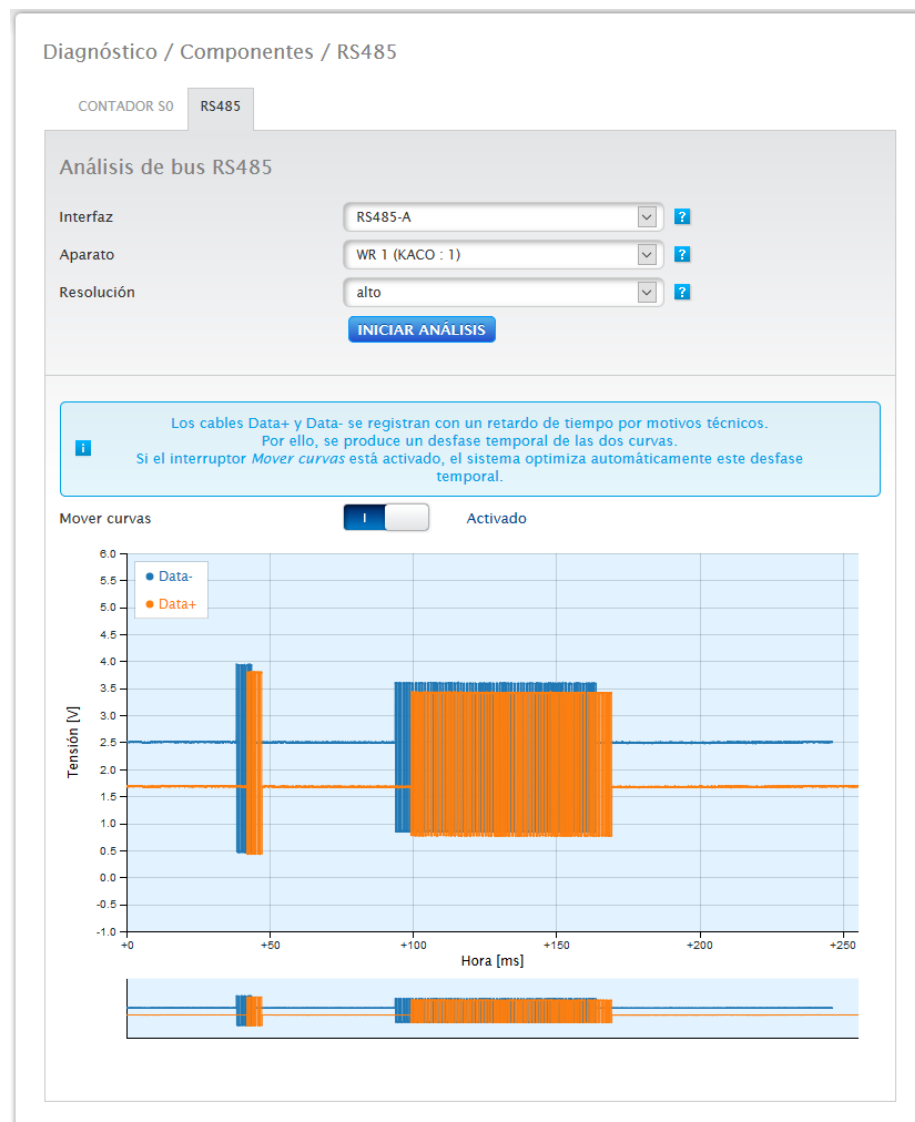 Diagnóstico / Componentes / RS485
CONTADOR S0
RS485
Análisis de bus RS485
Interfaz
RS485-A
?
Aparato
WR 1 (KACO : 1)
?
Resolución
alto
?
INICIAR ANÁLISIS
Los cables Data+ y Data- se registran con un retardo de tiempo por motivos técnicos.
Por ello, se produce un desfase temporal de las dos curvas.
i
Si el interruptor Mover curvas está activado, el sistema optimiza automáticamente este desfase
temporal.
Mover curvas
I
Activado
6.0
5.5
5.0
4.5
4.0
3.5
3.0
2.5
2.0
1.5
1.0
0.5
0.0
-0.5
-1.0
Tensión [V]
Data-
Data+
+0
+50
+100
+150
+200
+250
Hora [ms]